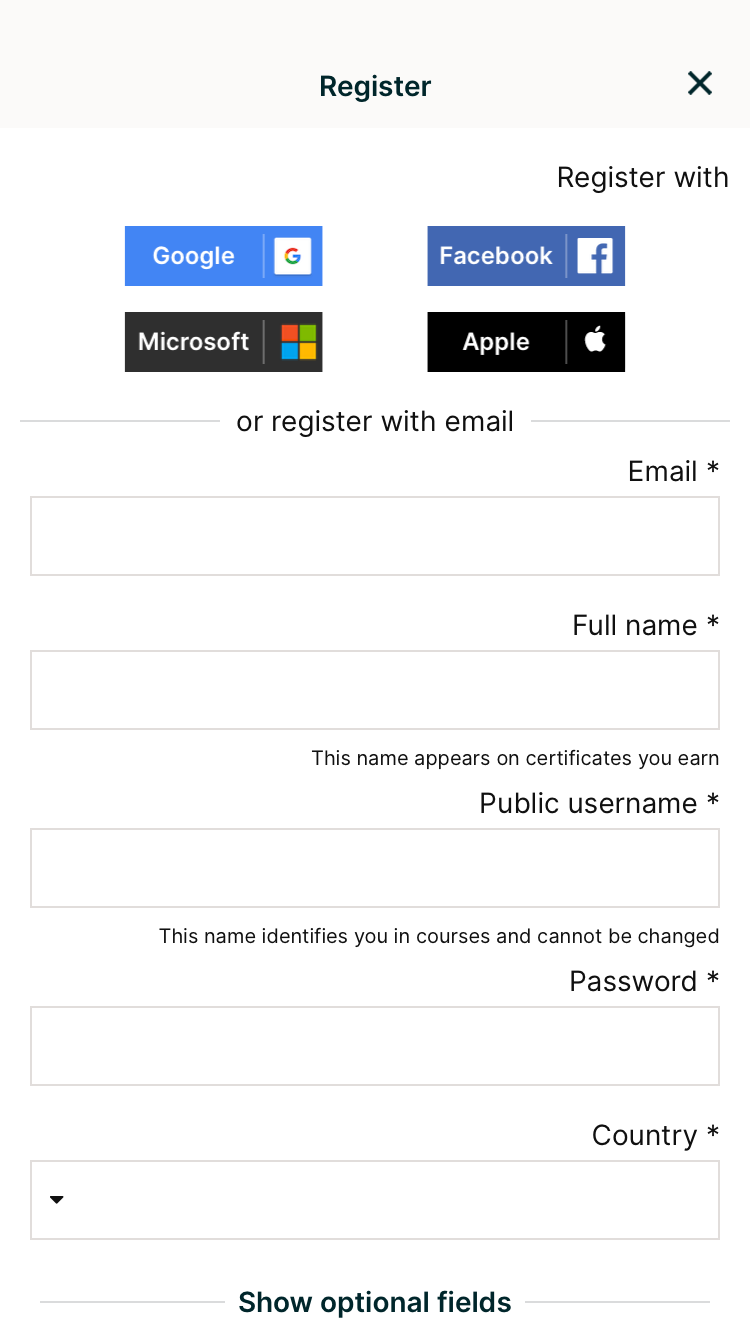 Register
Register with
Google
Facebook
Microsoft
Apple
or register with email
Email *
Full name *
This name appears on certificates you earn
Public username *
This name identifies you in courses and cannot be changed
Password *
Country *
Show optional fields